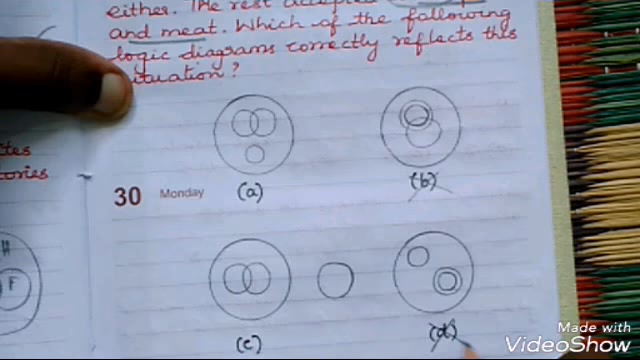 either. The rest accepted
and meat. Which of the following
logic diagrams correctly reflects this
situation?
(a)
(b)
30 Monday
H
F
(c)
(d)
Made with
VideoShow